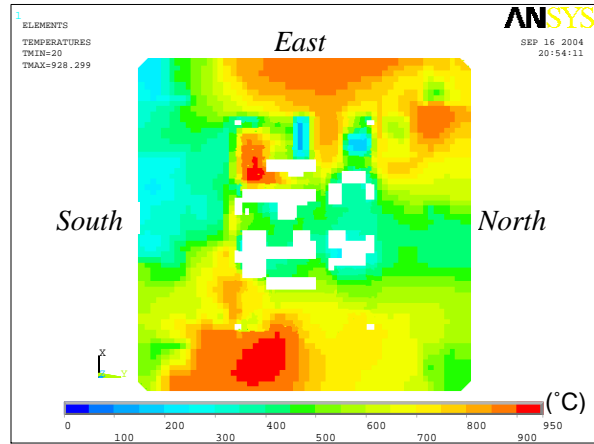 1
ELEMENTS
TEMPERATURES
TMIN=20
TMAX=928.299
ANSYS
SEP 16 2004
20:54:11
East
South
North
X
Z Y
(°C)
0 200 400 500 700 800 950
100 300 600 900